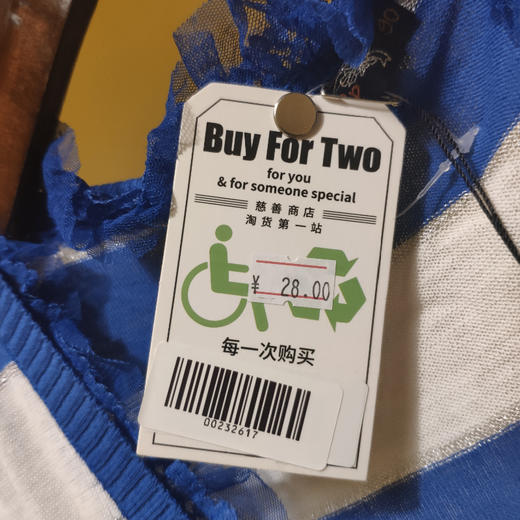 Buy For Two
for you
& for someone special
慈善商店
淘货第一站
¥ 28.00
每一次购买
00232617